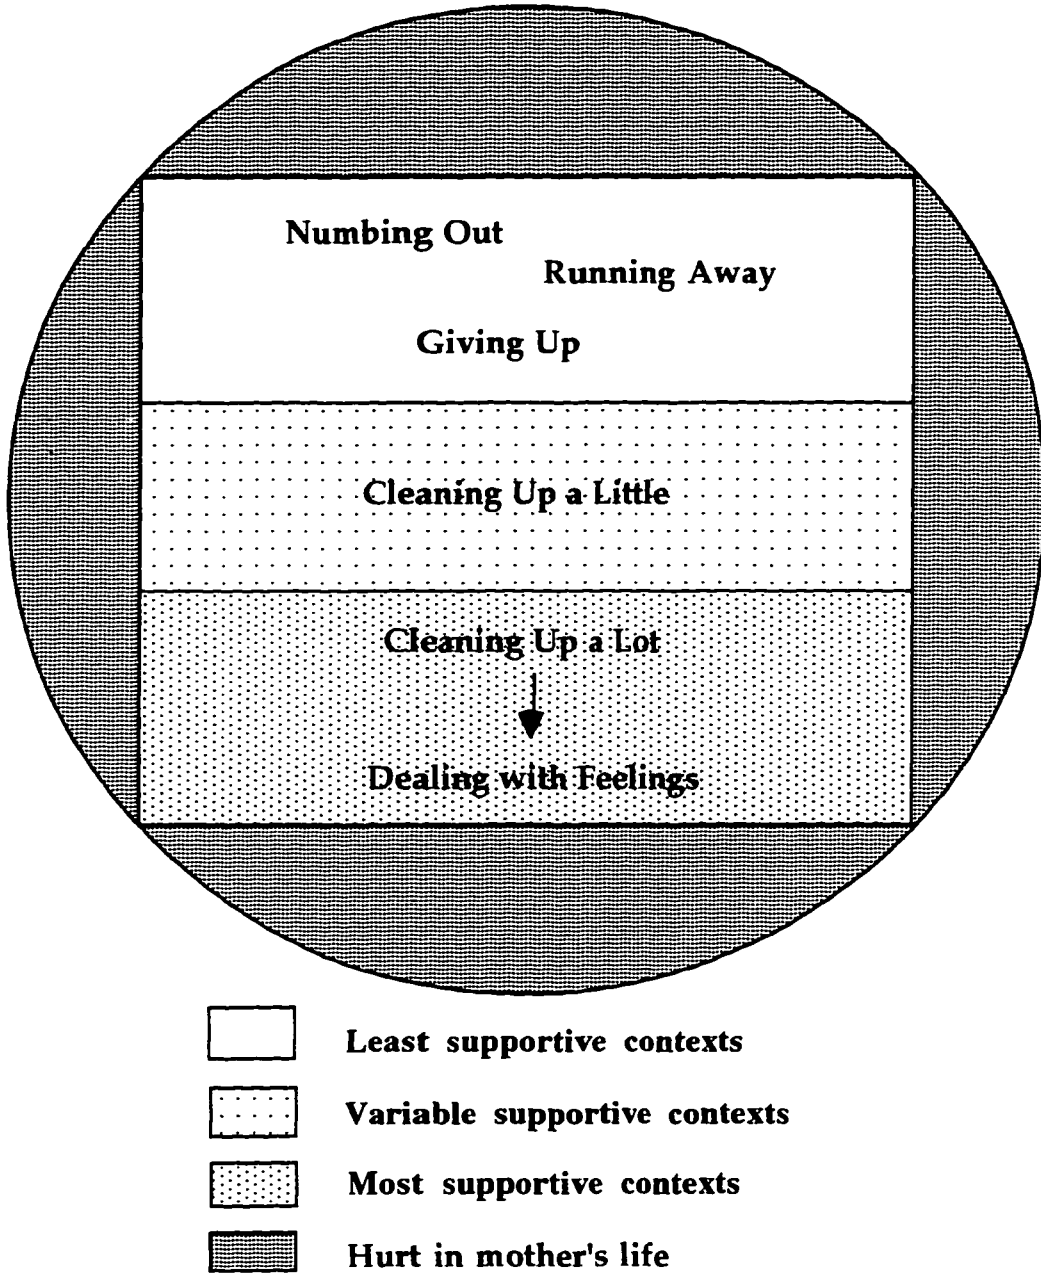 Numbing Out
Running Away
Giving Up
Cleaning Up a Little
Cleaning Up a Lot
Dealing with Feelings
Least supportive contexts
Variable supportive contexts
Most supportive contexts
Hurt in mother's life